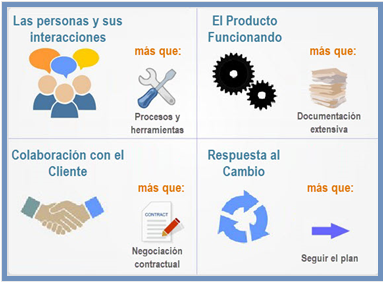 Las personas y sus
interacciones
más que:
Procesos y
herramientas
El Producto
Funcionando
más que:
Documentación
extensiva
Colaboración con el
Cliente
más que:
CONTRACT
Negociación
contractual
Respuesta al
Cambio
más que:
Seguir el plan